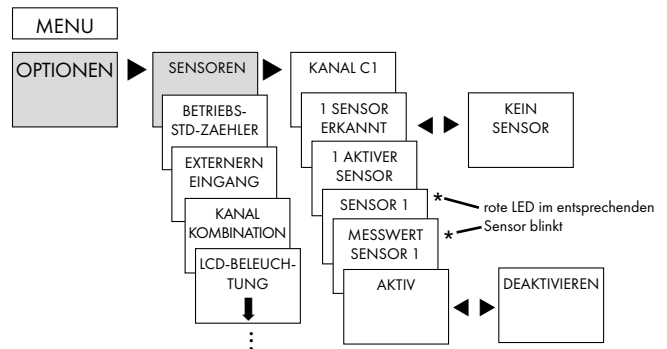 MENU
OPTIONEN
SENSOREN
BETRIEBS-
STD-ZAEHLER
EXTERNERN
EINGANG
KANAL
KOMBINATION
LCD-BELEUCH-
TUNG
KANAL C1
1 SENSOR
ERKANNT
1 AKTIVER
SENSOR
SENSOR 1
MESSWERT
SENSOR 1
AKTIV
KEIN
SENSOR
* rote LED im entsprechenden
* Sensor blinkt
DEAKTIVIEREN